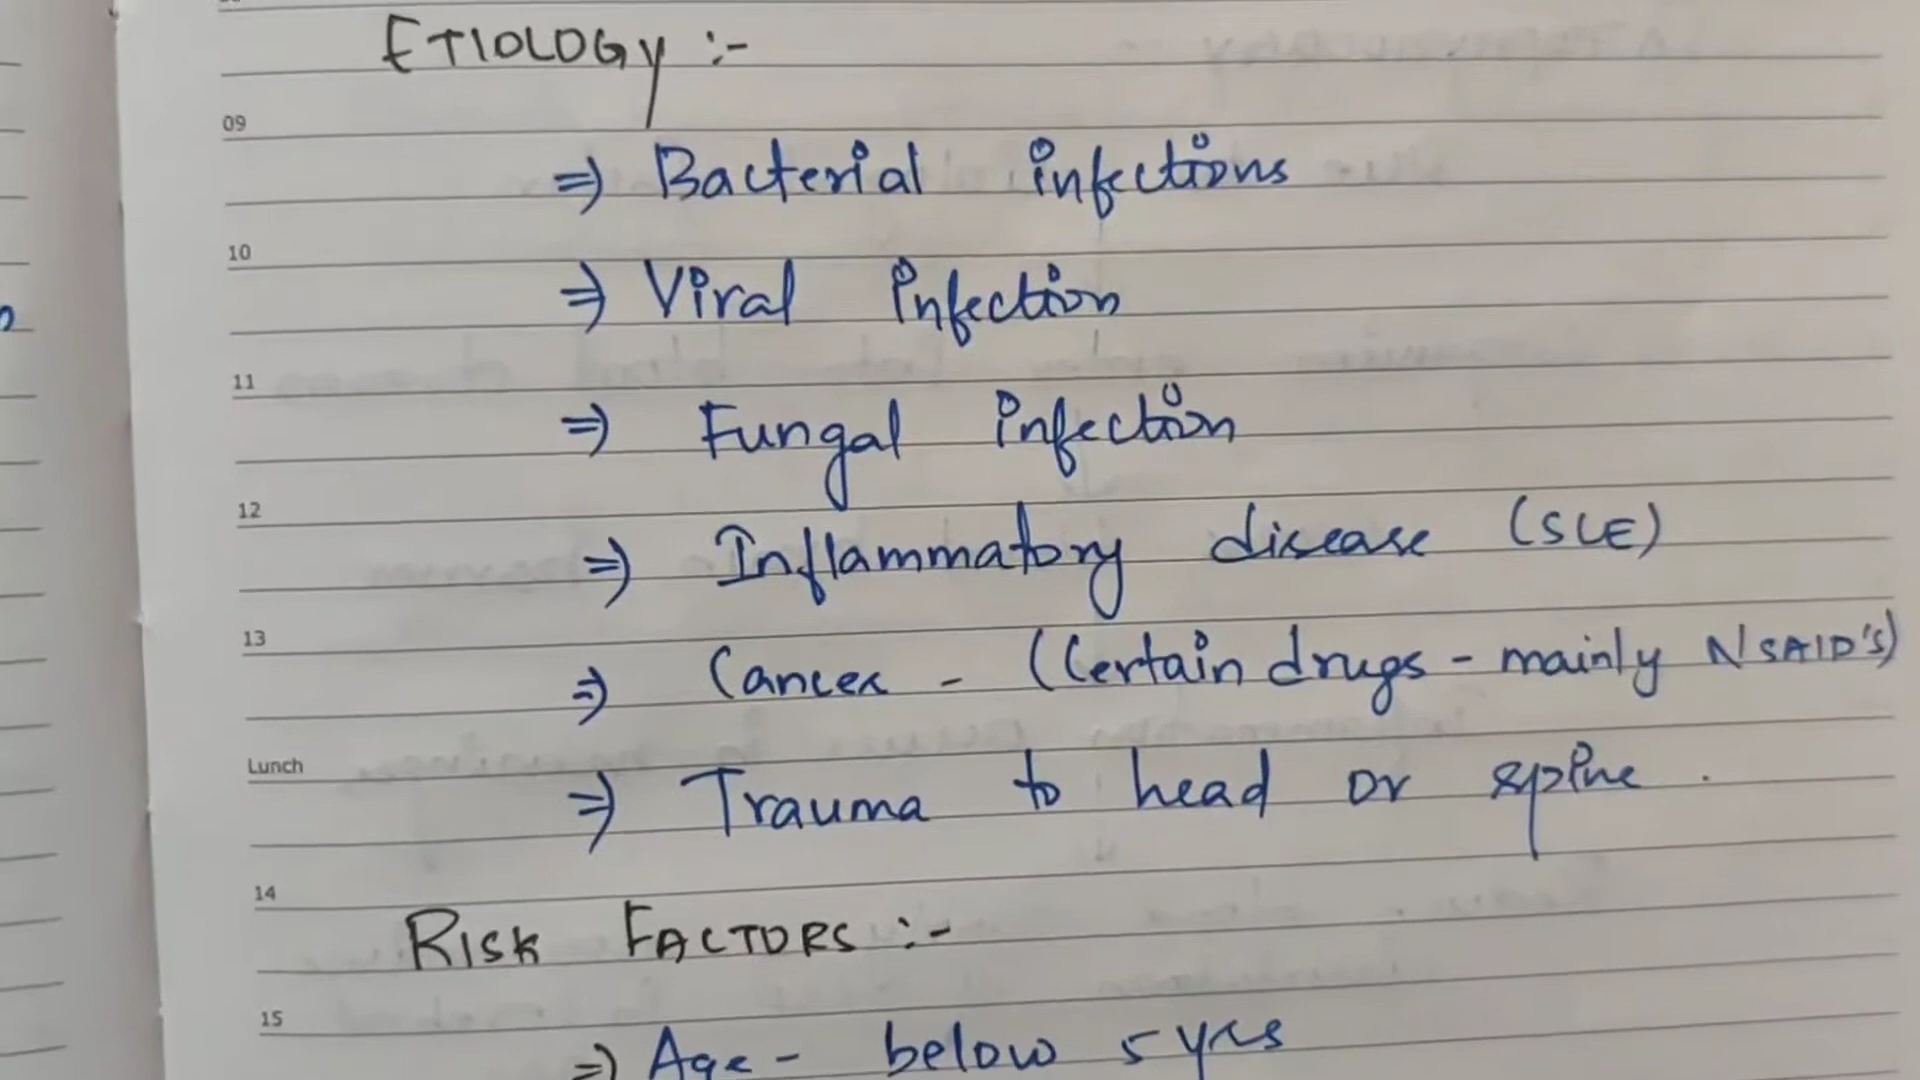 ETIOLOGY :-
09
⇒ Bacterial infections
10
⇒ Viral infection
11
⇒ Fungal infection
12
⇒ Inflammatory disease (SLE)
13
⇒ Cancer - (Certain drugs - mainly NSAID's)
Lunch
⇒ Trauma to head or spine .
14
RISK FACTORS :-
15
⇒ Age - below 5 yrs